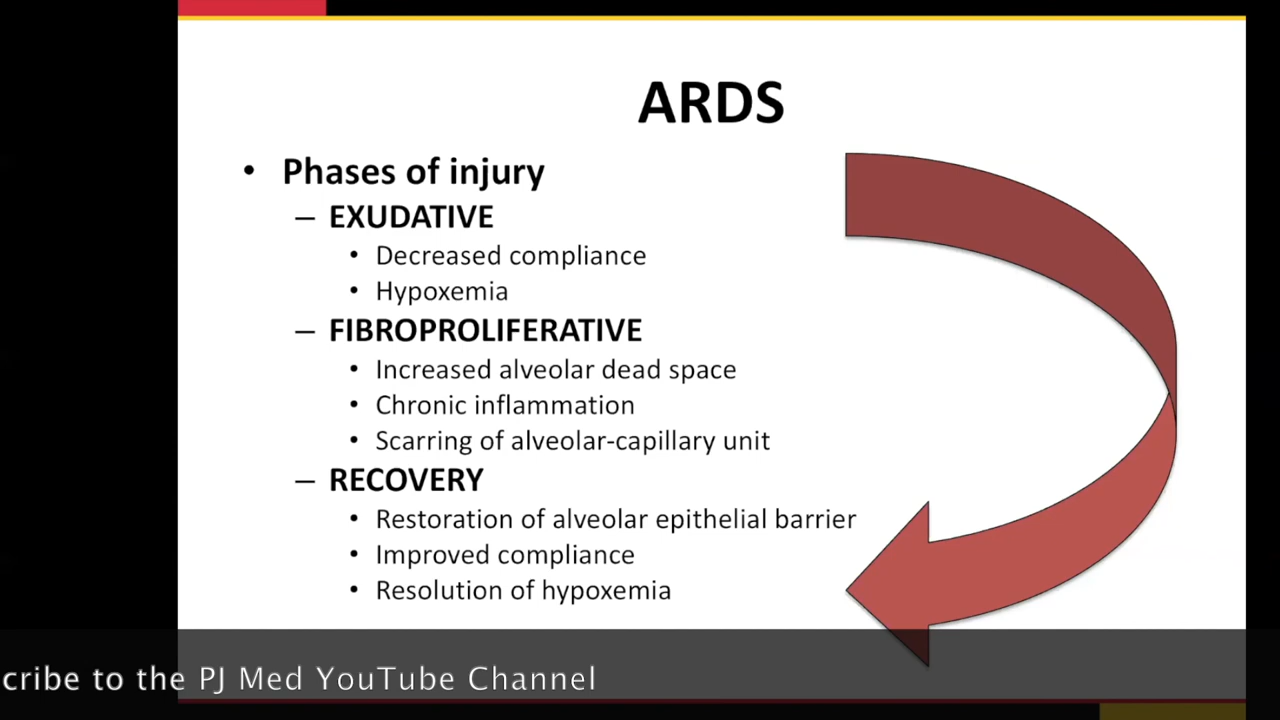 ARDS
• Phases of injury
– EXUDATIVE
• Decreased compliance
• Hypoxemia
– FIBROPROLIFERATIVE
• Increased alveolar dead space
• Chronic inflammation
• Scarring of alveolar-capillary unit
– RECOVERY
• Restoration of alveolar epithelial barrier
• Improved compliance
• Resolution of hypoxemia
cribe to the PJ Med YouTube Channel